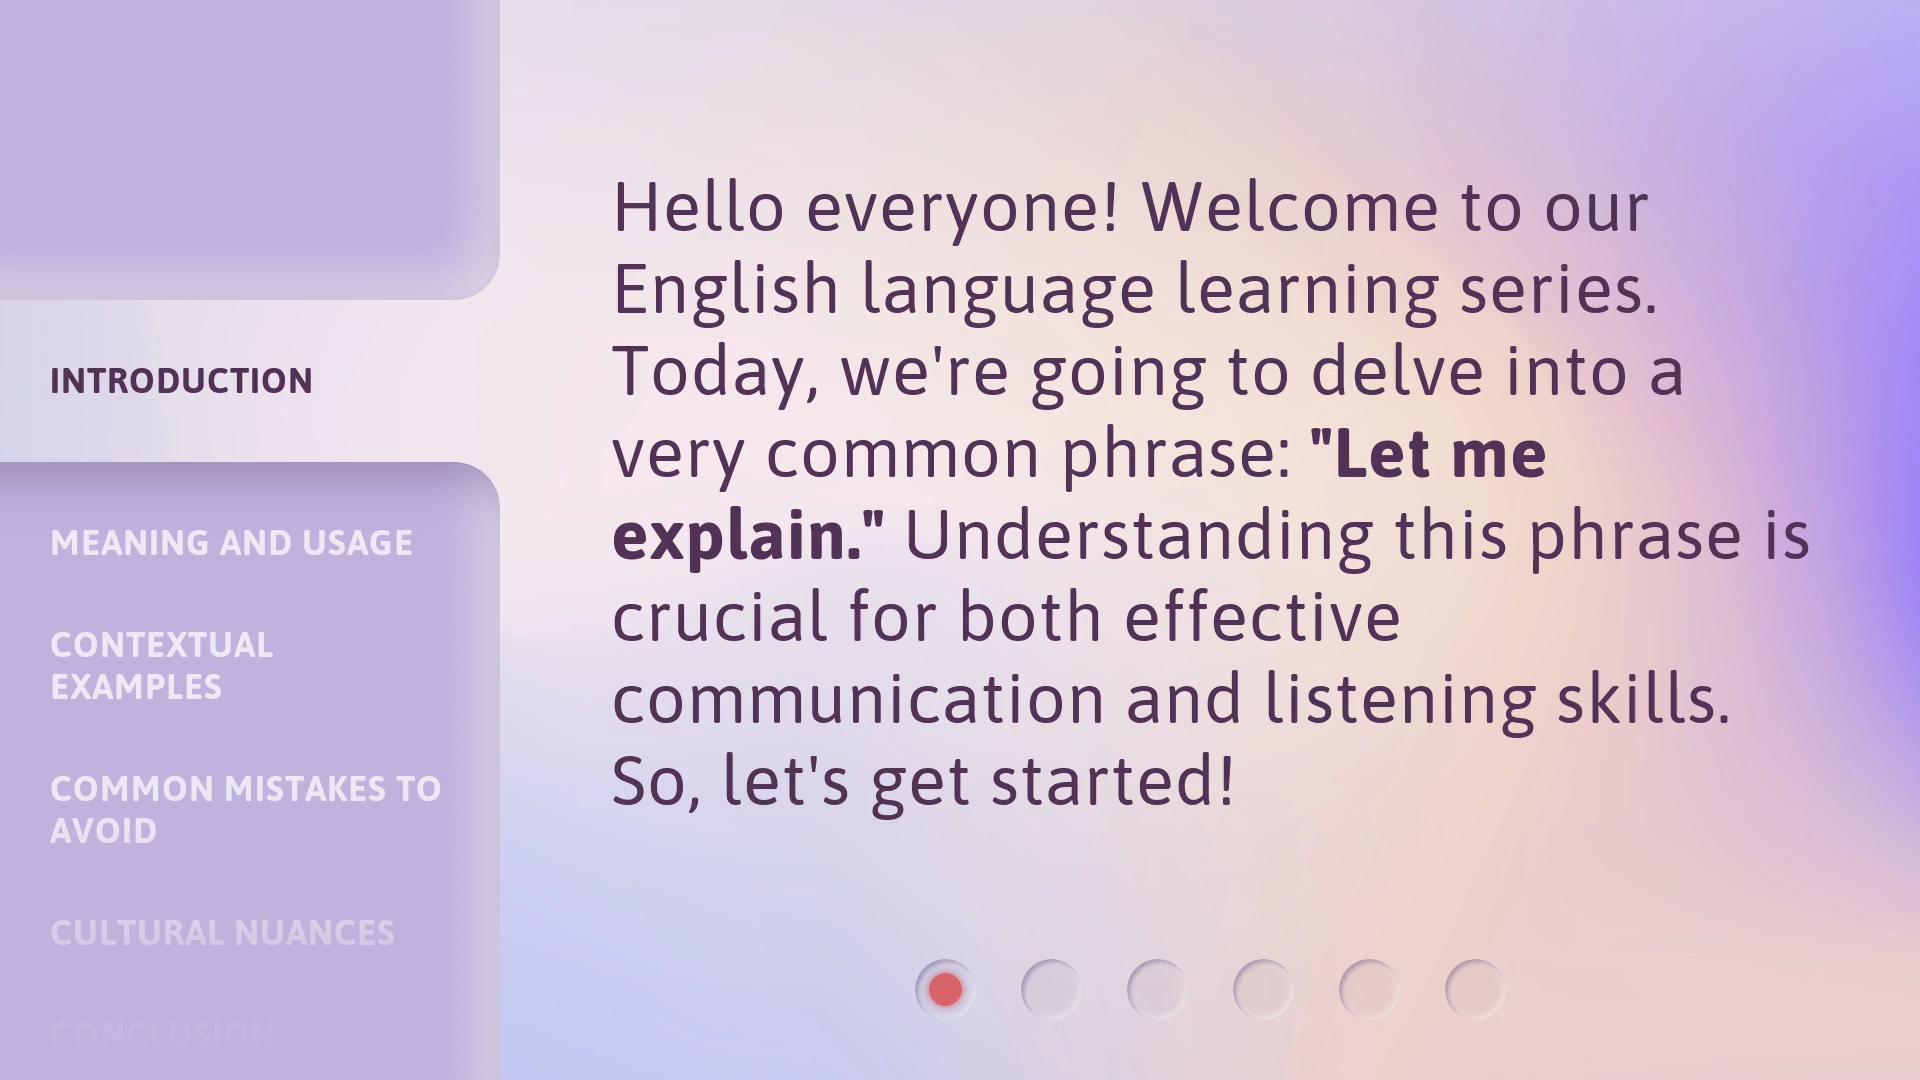 INTRODUCTION
MEANING AND USAGE
CONTEXTUAL
EXAMPLES
COMMON MISTAKES TO
AVOID
CULTURAL NUANCES
CONCLUSION
Hello everyone! Welcome to our
English language learning series.
Today, we're going to delve into a
very common phrase: "Let me
explain." Understanding this phrase is
crucial for both effective
communication and listening skills.
So, let's get started!